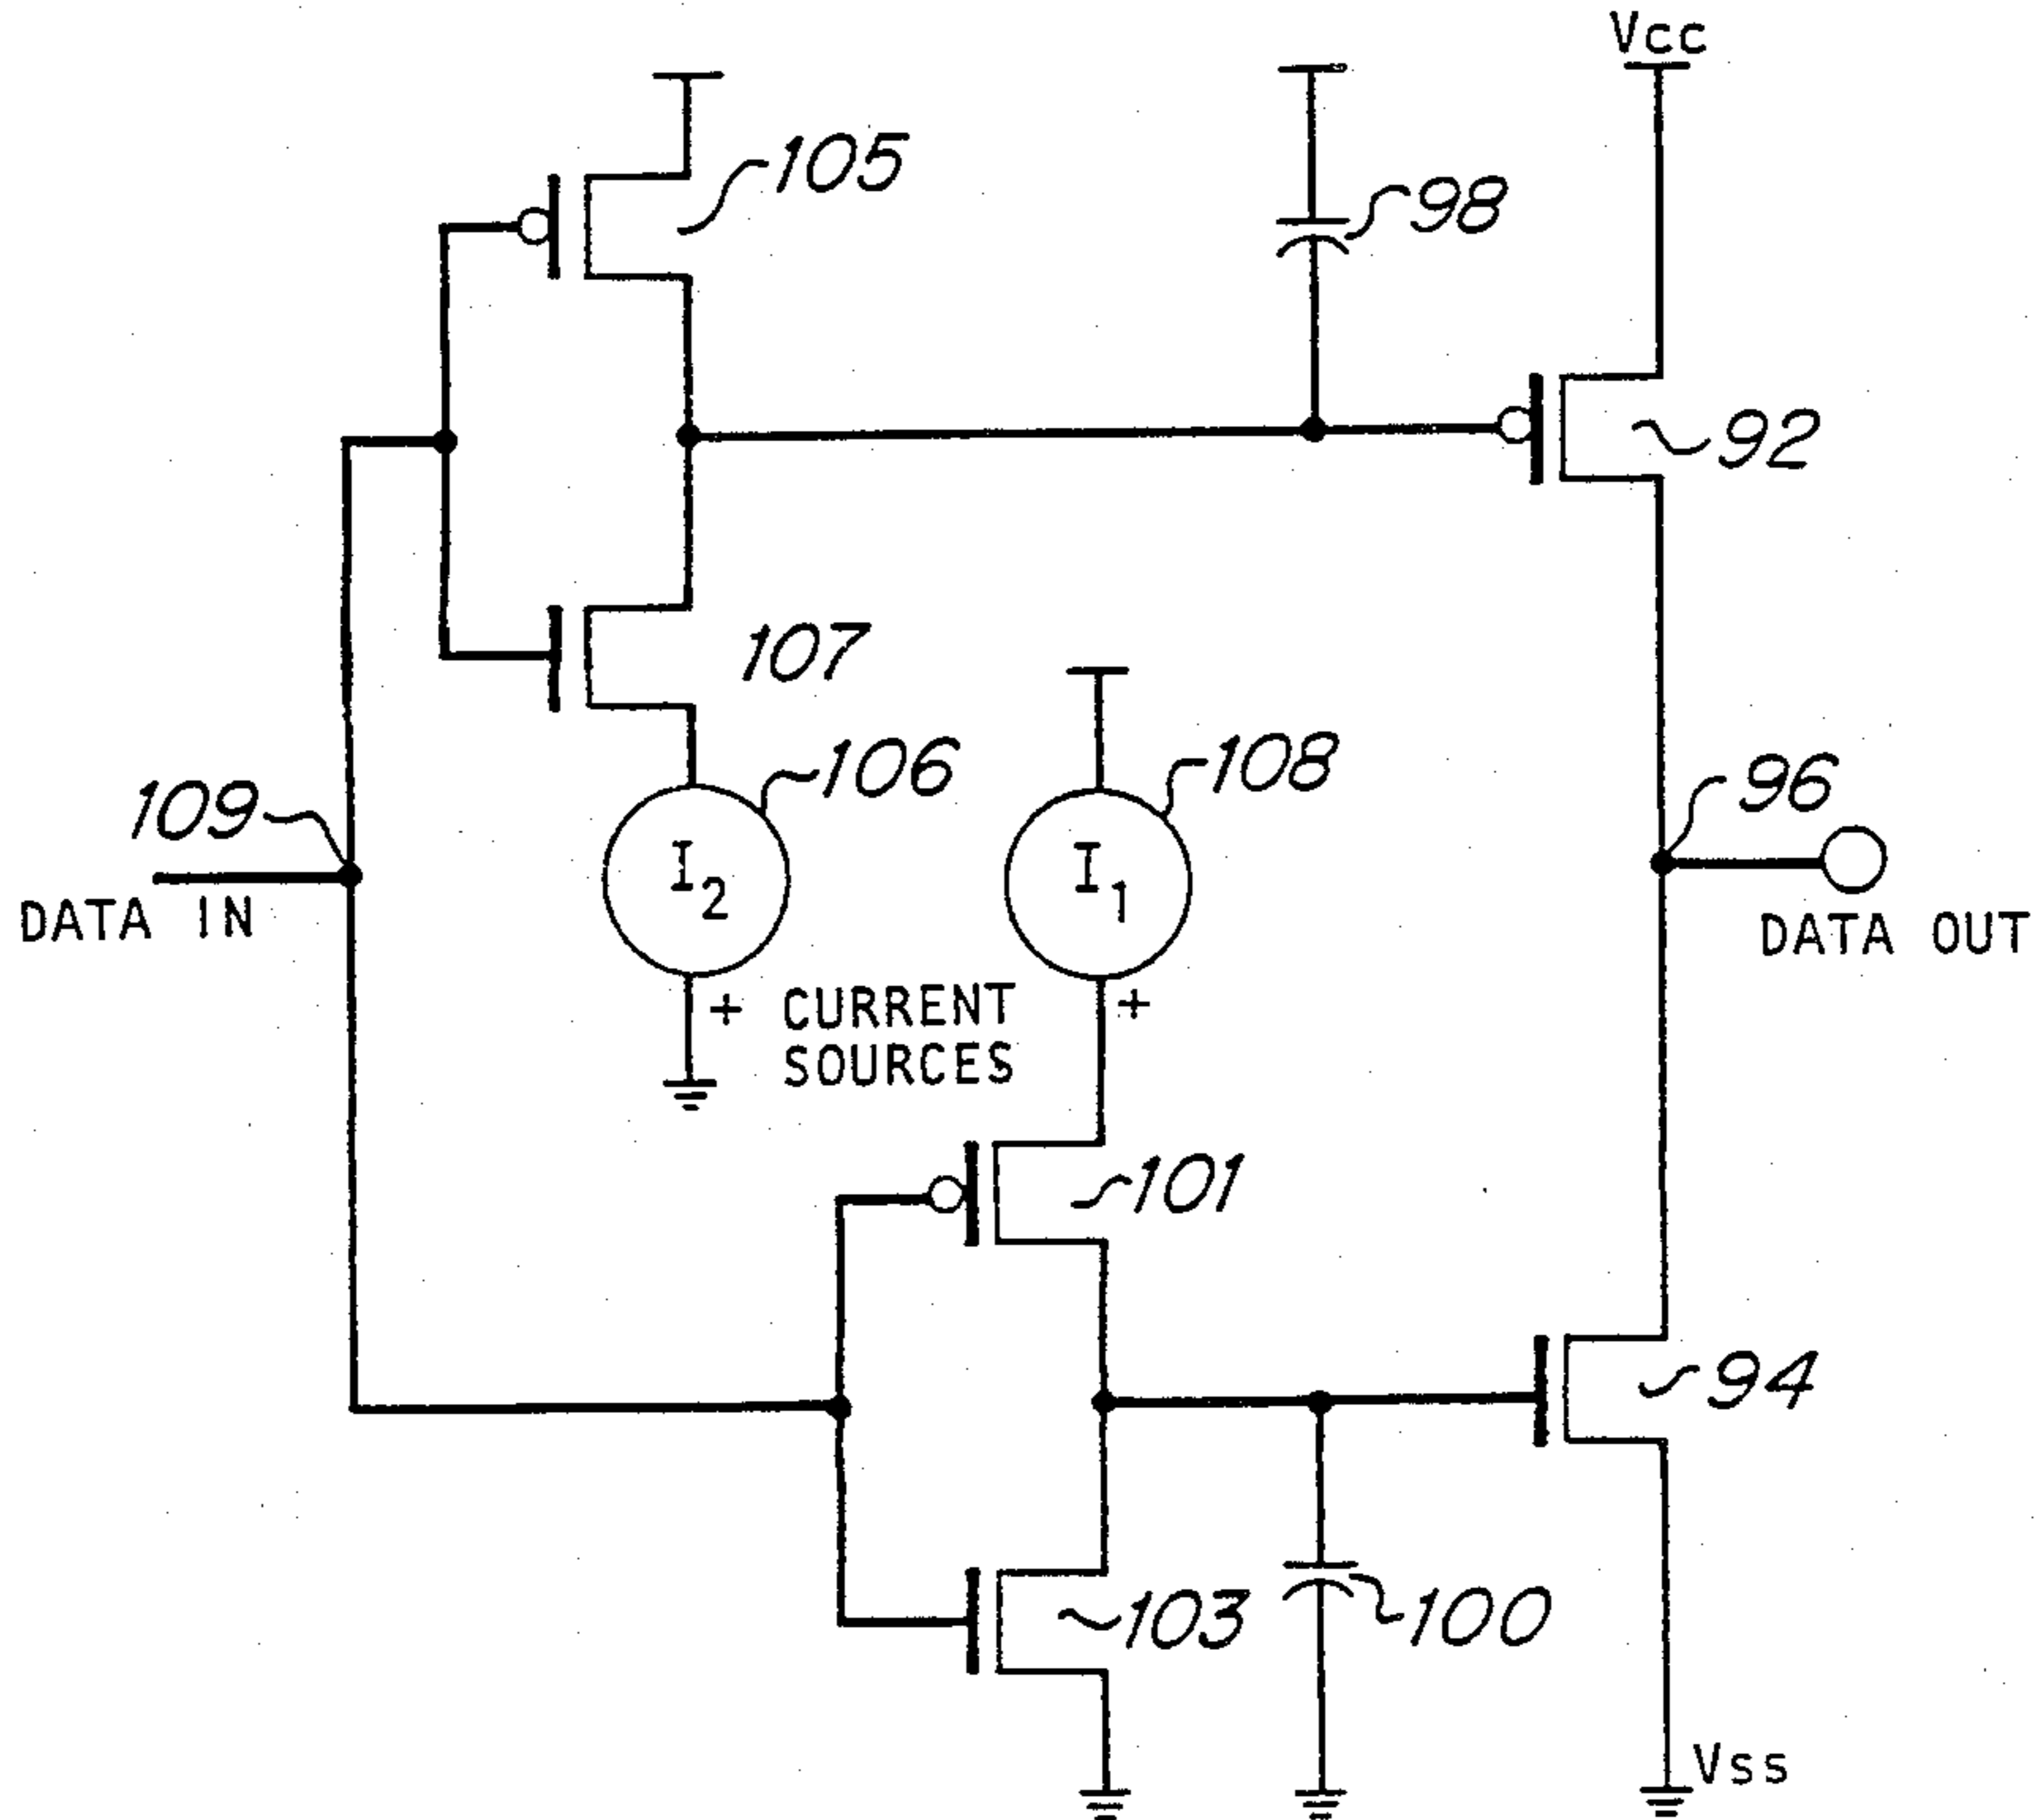 Vcc
105
98
92
107
106
108
96
109
I2
I1
DATA IN
DATA OUT
+ CURRENT
SOURCES
+
101
94
103
100
Vss